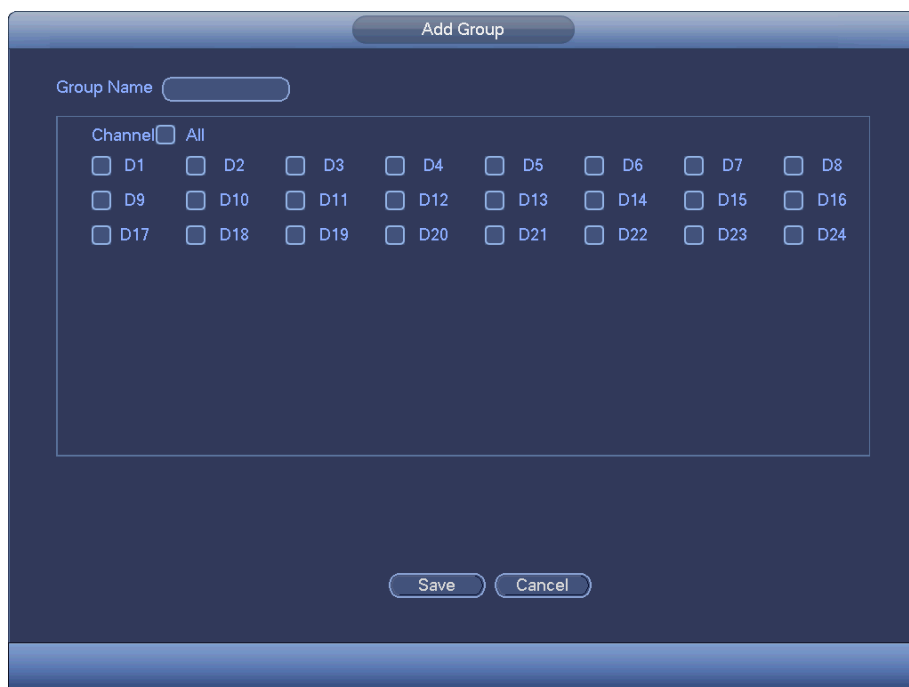 Add Group
Group Name
Channel All
D1 D2 D3 D4 D5 D6 D7 D8
D9 D10 D11 D12 D13 D14 D15 D16
D17 D18 D19 D20 D21 D22 D23 D24
Save Cancel